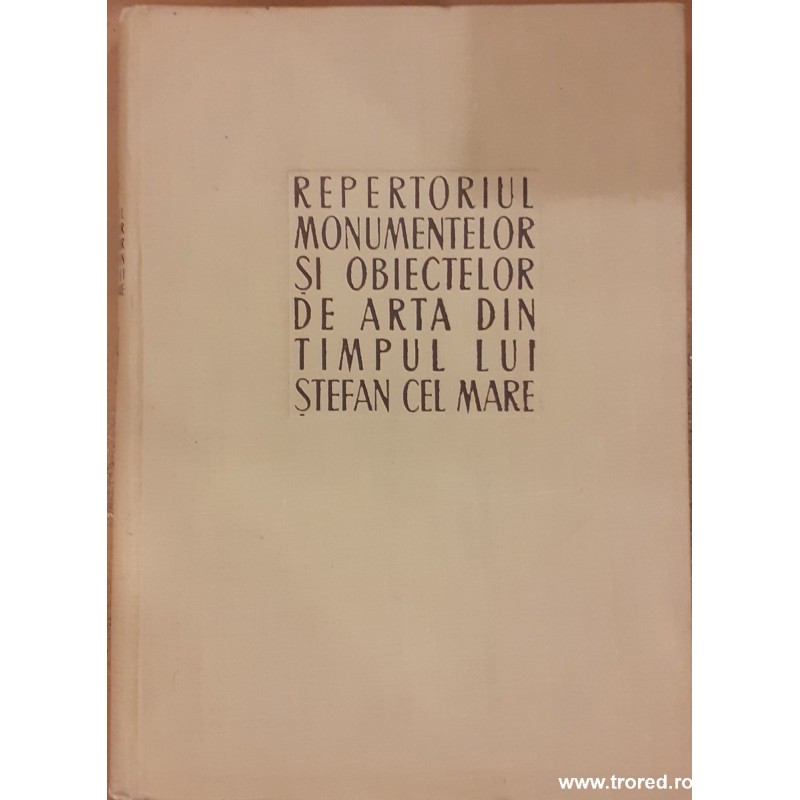 REPERTORIUL
MONUMENTELOR
ȘI OBIECTELOR
DE ARTA DIN
TIMPUL LUI
ȘTEFAN CEL MARE
www.trored.ro